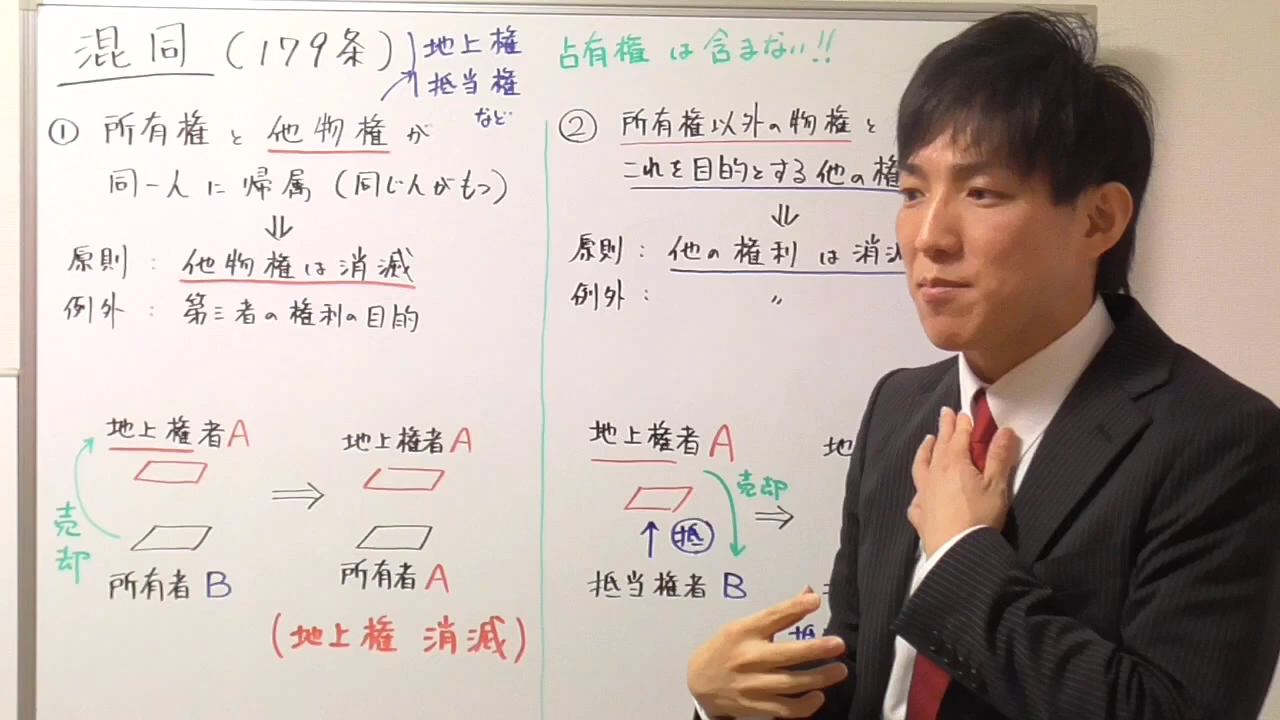 混同 (179条)
地上権
抵当権
など
占有権は含まない!!
① 所有権と他物権が
同一人に帰属 (同じ人がもつ)
⇓
原則 : 他物権は消滅
例外 : 第三者の権利の目的
地上権者A
売却
所有者B
⇒
地上権者A
所有者A
(地上権 消滅)
② 所有権以外の物権と
これを目的とする他の権
⇓
原則 : 他の権利は消
例外 : 〃
地上権者A
売却
↑ 抵
抵当権者B
⇒
地
抵